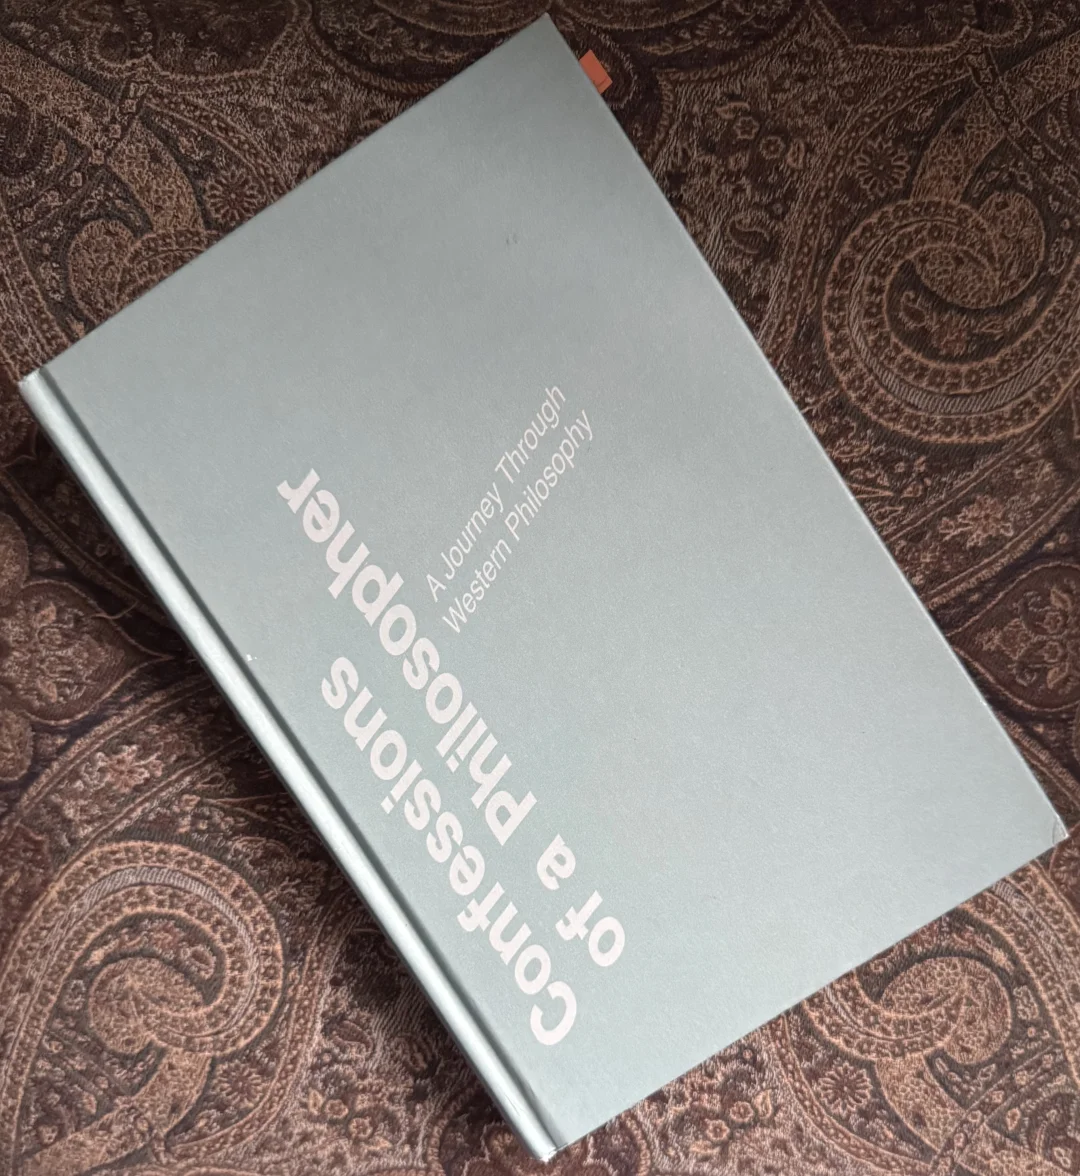 Confessions
of a Philosopher
A Journey Through
Western Philosophy